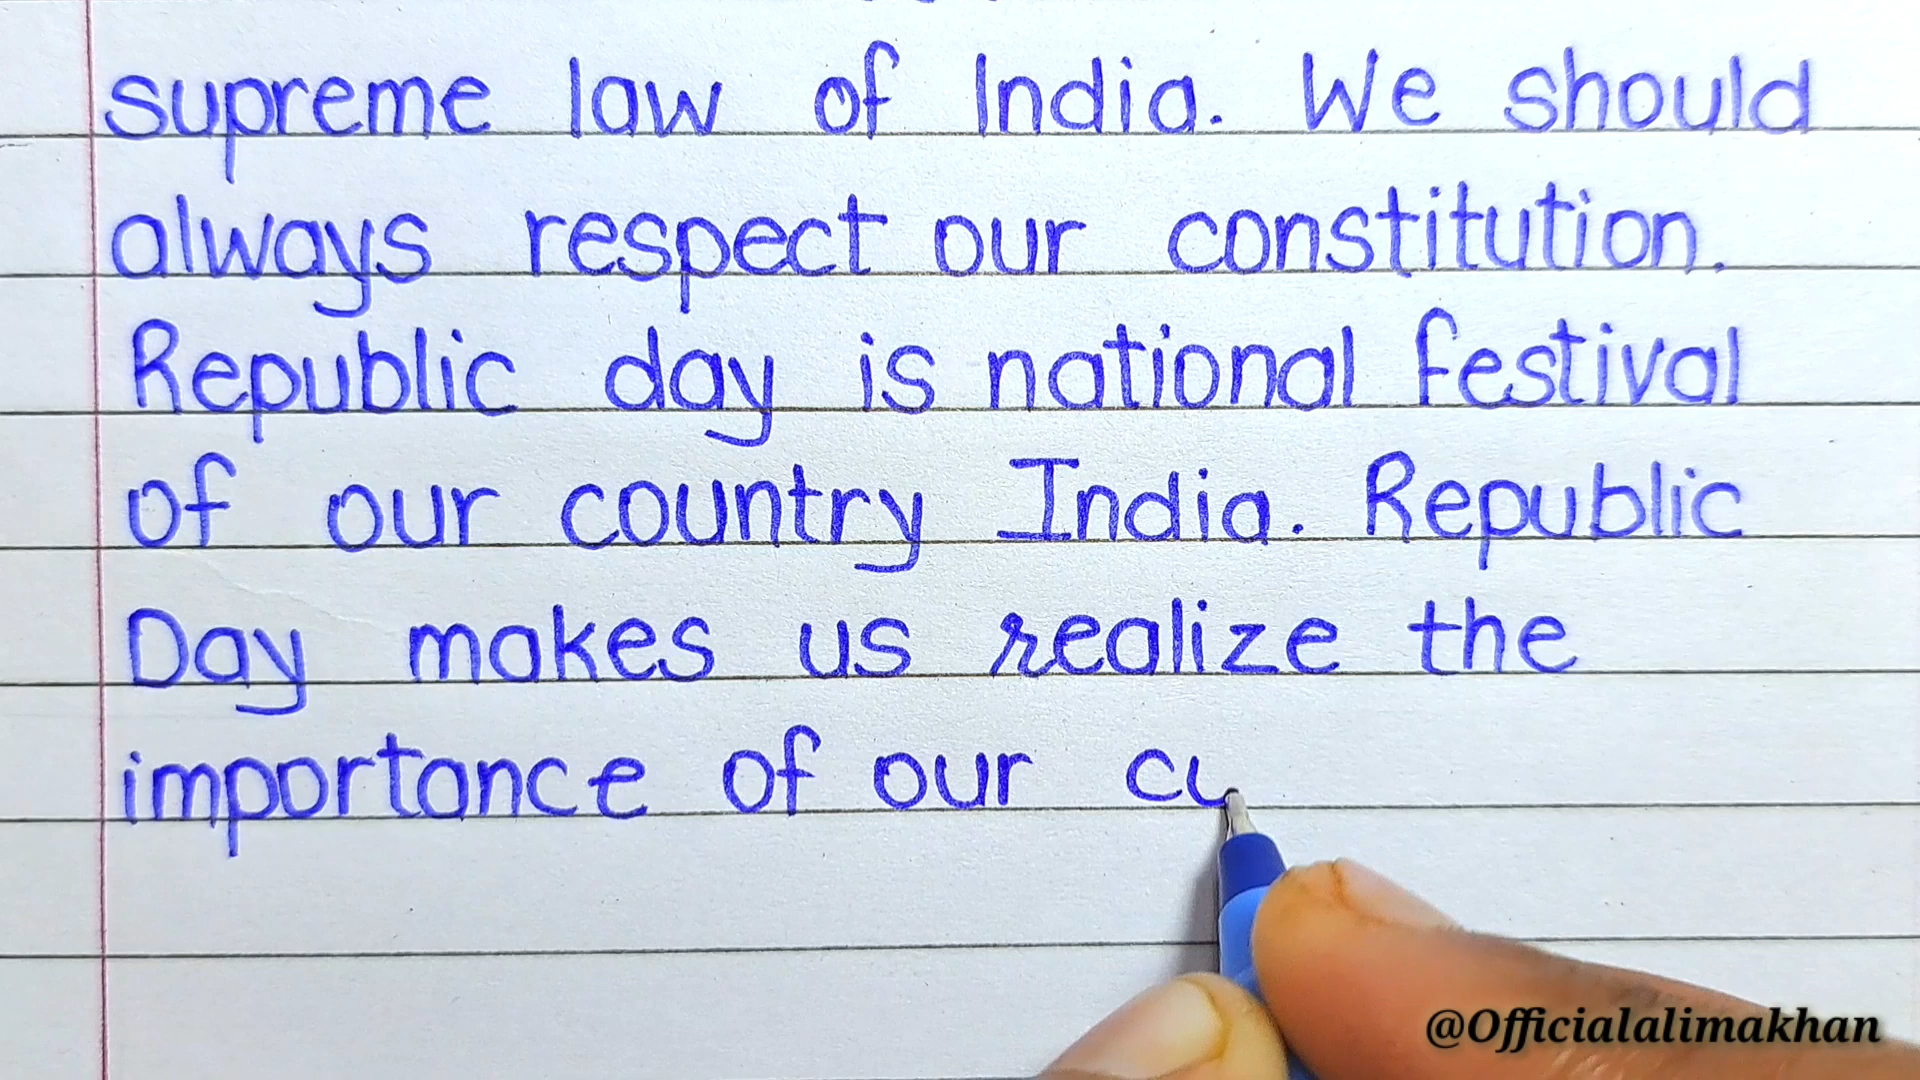 supreme law of India. We should
always respect our constitution.
Republic day is national festival
of our country India. Republic
Day makes us realize the
importance of our cu
@Officialalimakhan